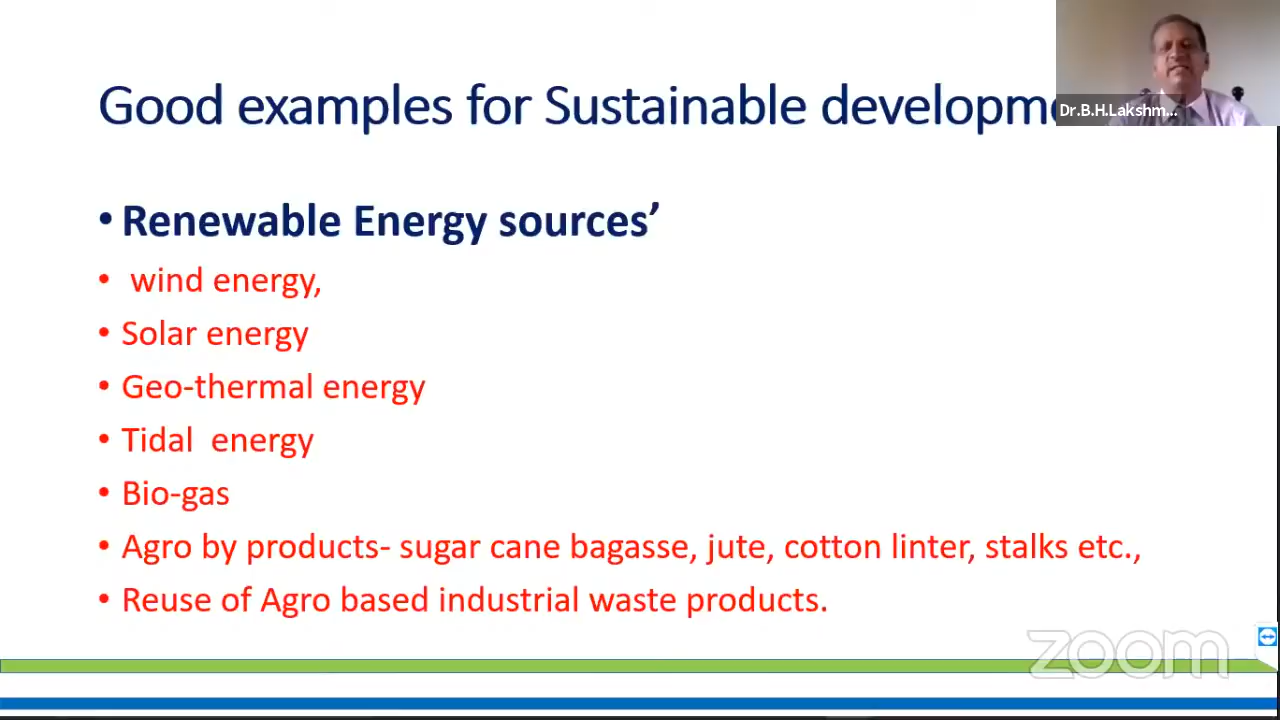 Good examples for Sustainable developm
Dr.B.H.Lakshm...
• Renewable Energy sources’
• wind energy,
• Solar energy
• Geo-thermal energy
• Tidal energy
• Bio-gas
• Agro by products- sugar cane bagasse, jute, cotton linter, stalks etc.,
• Reuse of Agro based industrial waste products.
zoom